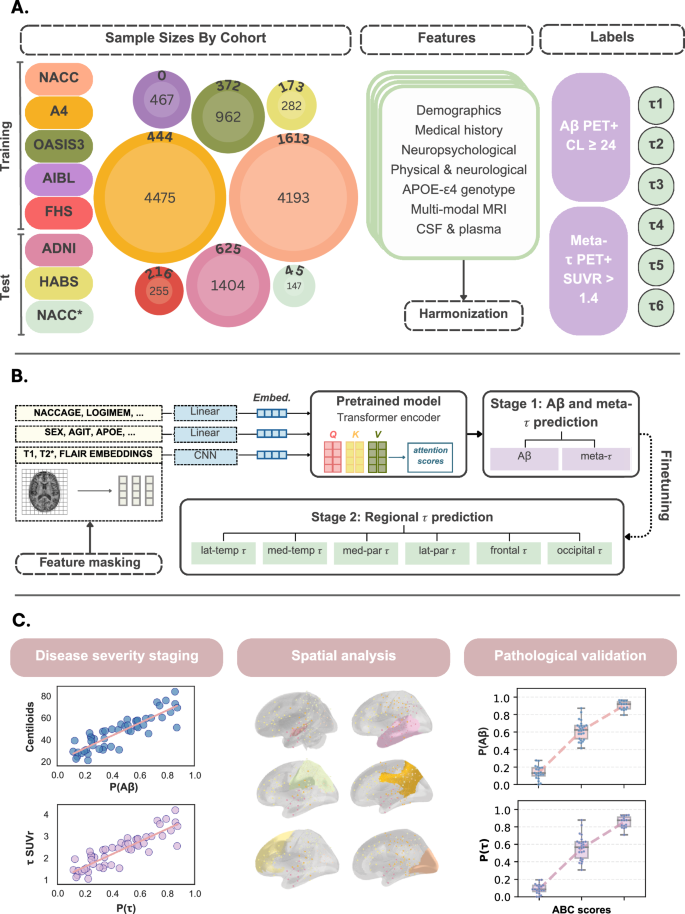 A.
Sample Sizes By Cohort
Features
Labels
Training
Test
NACC
A4
OASIS3
AIBL
FHS
ADNI
HABS
NACC*
0
467
372
962
173
282
444
4475
1613
4193
216
255
625
1404
45
147
Demographics
Medical history
Neuropsychological
Physical & neurological
APOE-ε4 genotype
Multi-modal MRI
CSF & plasma
Harmonization
Aβ PET+
CL ≥ 24
Meta-
τ PET+
SUVR >
1.4
τ1
τ2
τ3
τ4
τ5
τ6
B.
NACCAGE, LOGIMEM, ...
SEX, AGIT, APOE, ...
T1, T2*, FLAIR EMBEDDINGS
Feature masking
Linear
Linear
CNN
Embed.
Pretrained model
Transformer encoder
Q
K
V
attention
scores
Stage 1: Aβ and meta-
τ prediction
Aβ
meta-τ
Finetuning
Stage 2: Regional τ prediction
lat-temp τ
med-temp τ
med-par τ
lat-par τ
frontal τ
occipital τ
C.
Disease severity staging
Spatial analysis
Pathological validation
Centiloids
80
60
40
20
0.0
0.2
0.4
0.6
0.8
1.0
P(Aβ)
τ SUVr
4
3
2
1
0.0
0.2
0.4
0.6
0.8
1.0
P(τ)
P(Aβ)
1.0
0.8
0.6
0.4
0.2
0.0
P(τ)
1.0
0.8
0.6
0.4
0.2
0.0
ABC scores